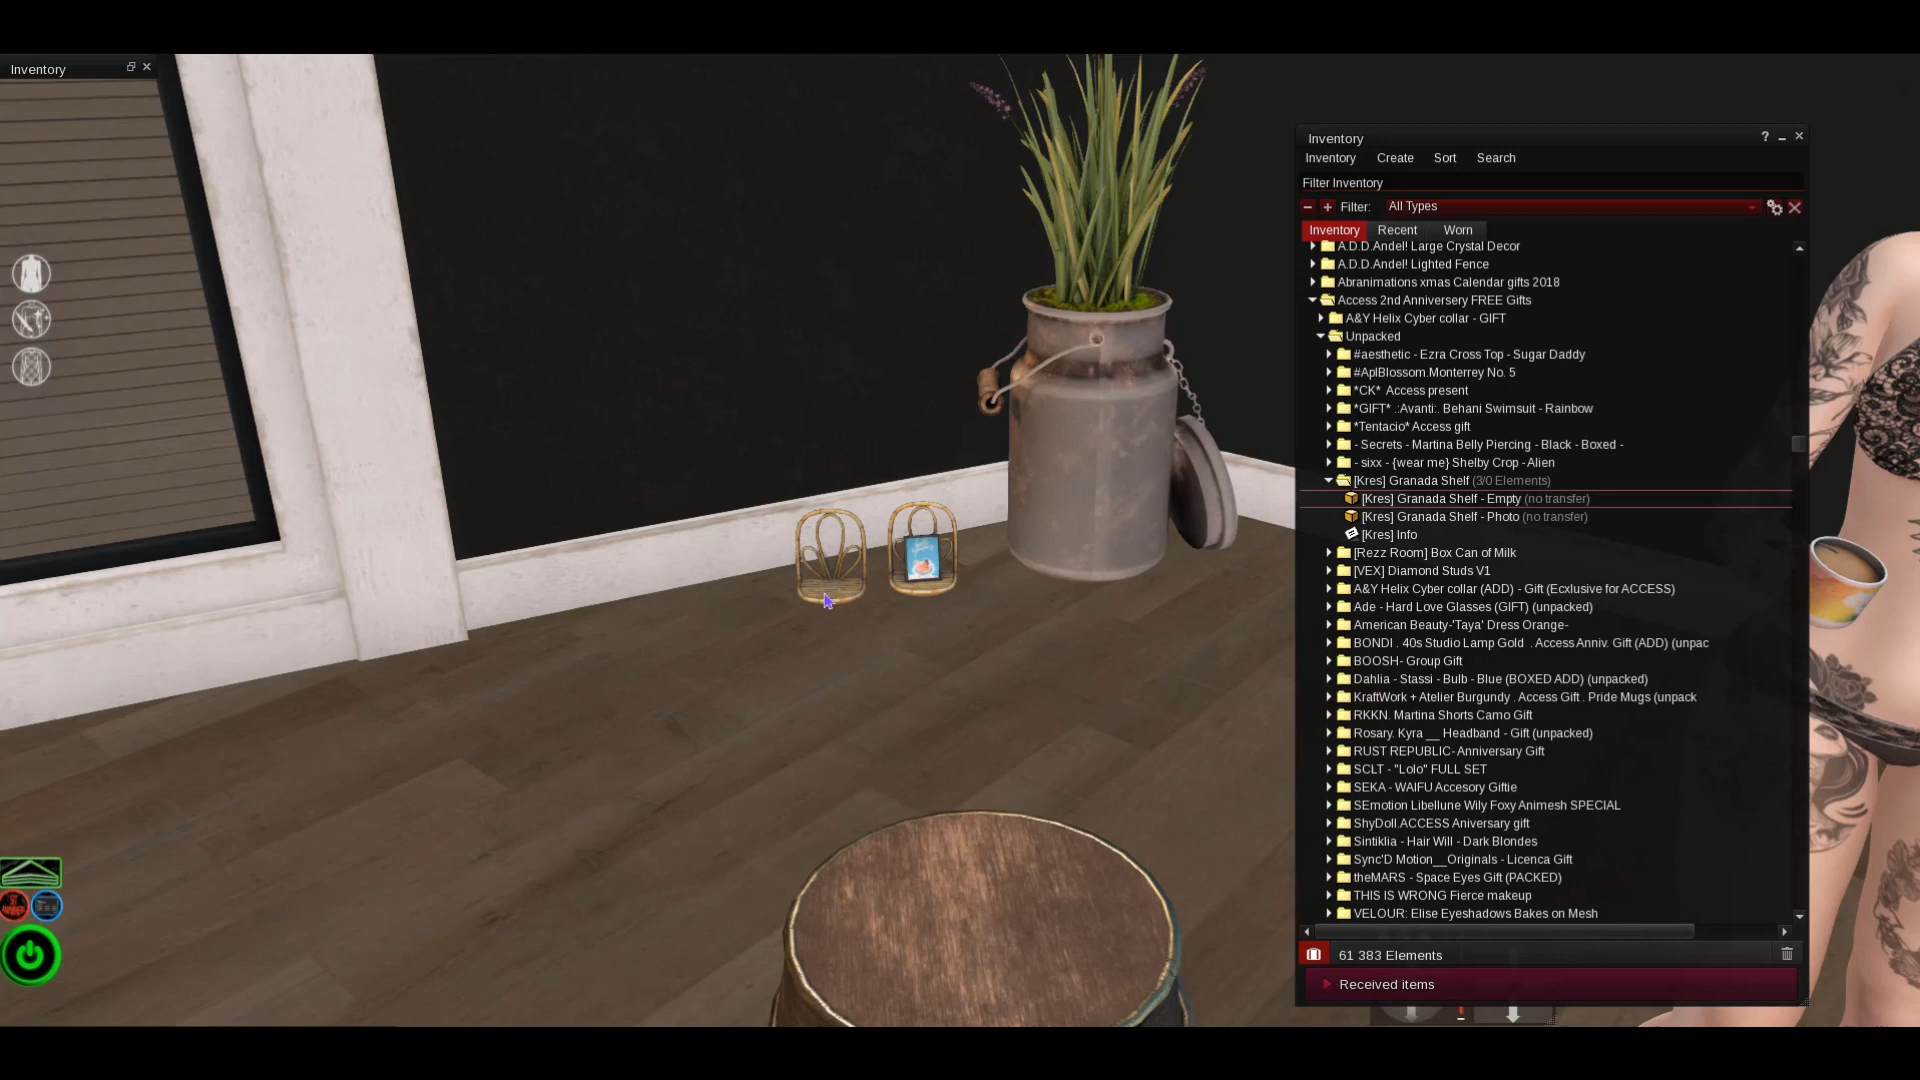 Inventory
Inventory
Inventory Create Sort Search
Filter Inventory
Filter: All Types
Inventory Recent Worn
A.D.D.Andel! Large Crystal Decor
A.D.D.Andel! Lighted Fence
Abranimations xmas Calendar gifts 2018
Access 2nd Anniversery FREE Gifts
A&Y Helix Cyber collar - GIFT
Unpacked
#aesthetic - Ezra Cross Top - Sugar Daddy
#AplBlossom.Monterrey No. 5
*CK* Access present
*GIFT* .:Avanti:. Behani Swimsuit - Rainbow
*Tentacio* Access gift
- Secrets - Martina Belly Piercing - Black - Boxed -
- sixx - {wear me} Shelby Crop - Alien
[Kres] Granada Shelf (3/0 Elements)
[Kres] Granada Shelf - Empty (no transfer)
[Kres] Granada Shelf - Photo (no transfer)
[Kres] Info
[Rezz Room] Box Can of Milk
[VEX] Diamond Studs V1
A&Y Helix Cyber collar (ADD) - Gift (Ecxlusive for ACCESS)
Ade - Hard Love Glasses (GIFT) (unpacked)
American Beauty-'Taya' Dress Orange-
BONDI . 40s Studio Lamp Gold . Access Anniv. Gift (ADD) (unpac
BOOSH- Group Gift
Dahlia - Stassi - Bulb - Blue (BOXED ADD) (unpacked)
KraftWork + Atelier Burgundy . Access Gift . Pride Mugs (unpack
RKKN. Martina Shorts Camo Gift
Rosary. Kyra __ Headband - Gift (unpacked)
RUST REPUBLIC- Anniversary Gift
SCLT - "Lolo" FULL SET
SEKA - WAIFU Accesory Giftie
SEmotion Libellune Wily Foxy Animesh SPECIAL
ShyDoll.ACCESS Aniversary gift
Sintiklia - Hair Will - Dark Blondes
Sync'D Motion__Originals - Licenca Gift
theMARS - Space Eyes Gift (PACKED)
THIS IS WRONG Fierce makeup
VELOUR: Elise Eyeshadows Bakes on Mesh
61 383 Elements
Received items